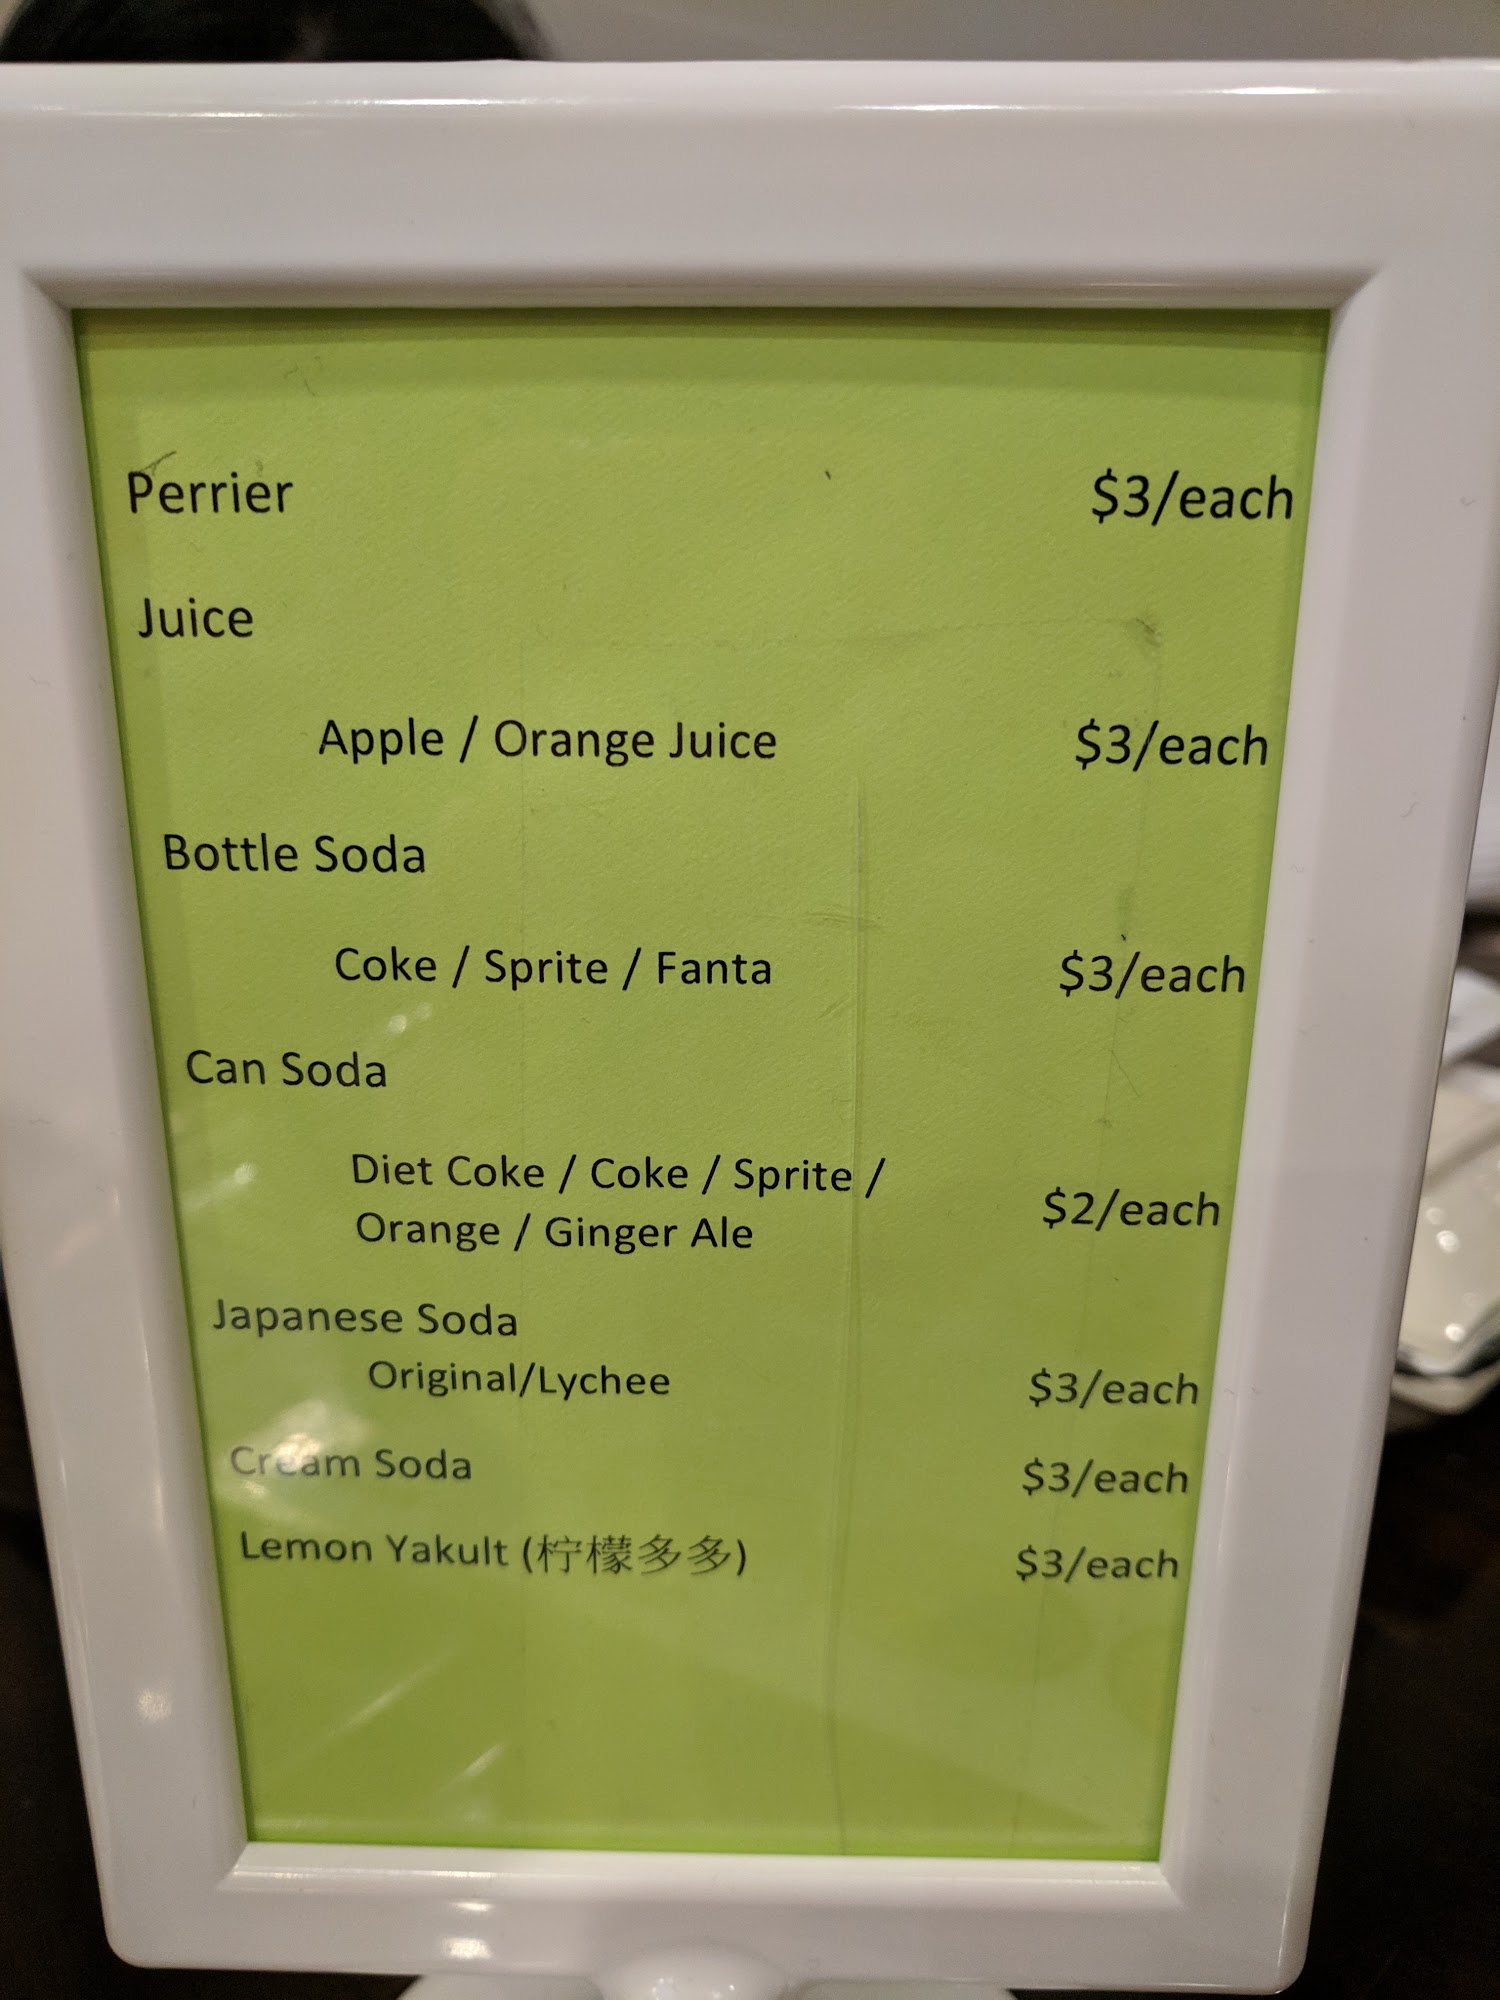 Perrier $3/each
Juice
Apple / Orange Juice $3/each
Bottle Soda
Coke / Sprite / Fanta $3/each
Can Soda
Diet Coke / Coke / Sprite /
Orange / Ginger Ale $2/each
Japanese Soda
Original/Lychee $3/each
Cream Soda $3/each
Lemon Yakult (柠檬多多) $3/each